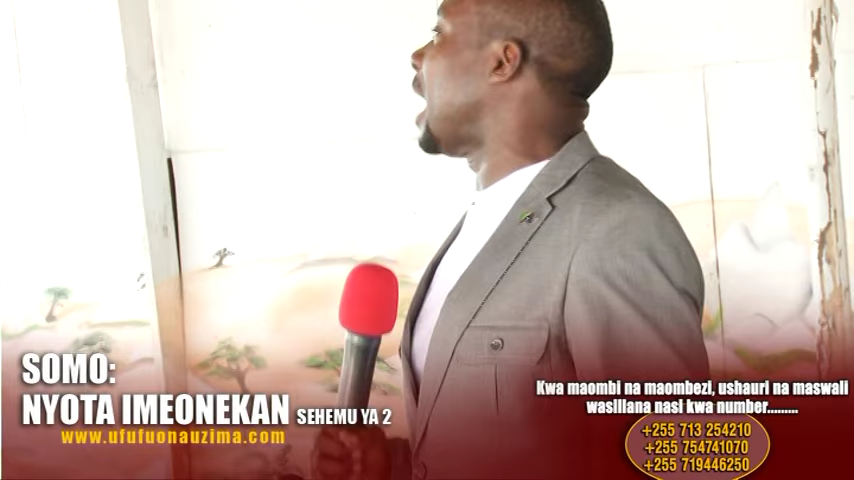 SOMO:
NYOTA IMEONEKAN SEHEMU YA 2
www.ufufuonauzima.com
Kwa maombi na maombezi, ushauri na maswali
wasiliana nasi kwa number.........
+255 713 254210
+255 754741070
+255 719446250